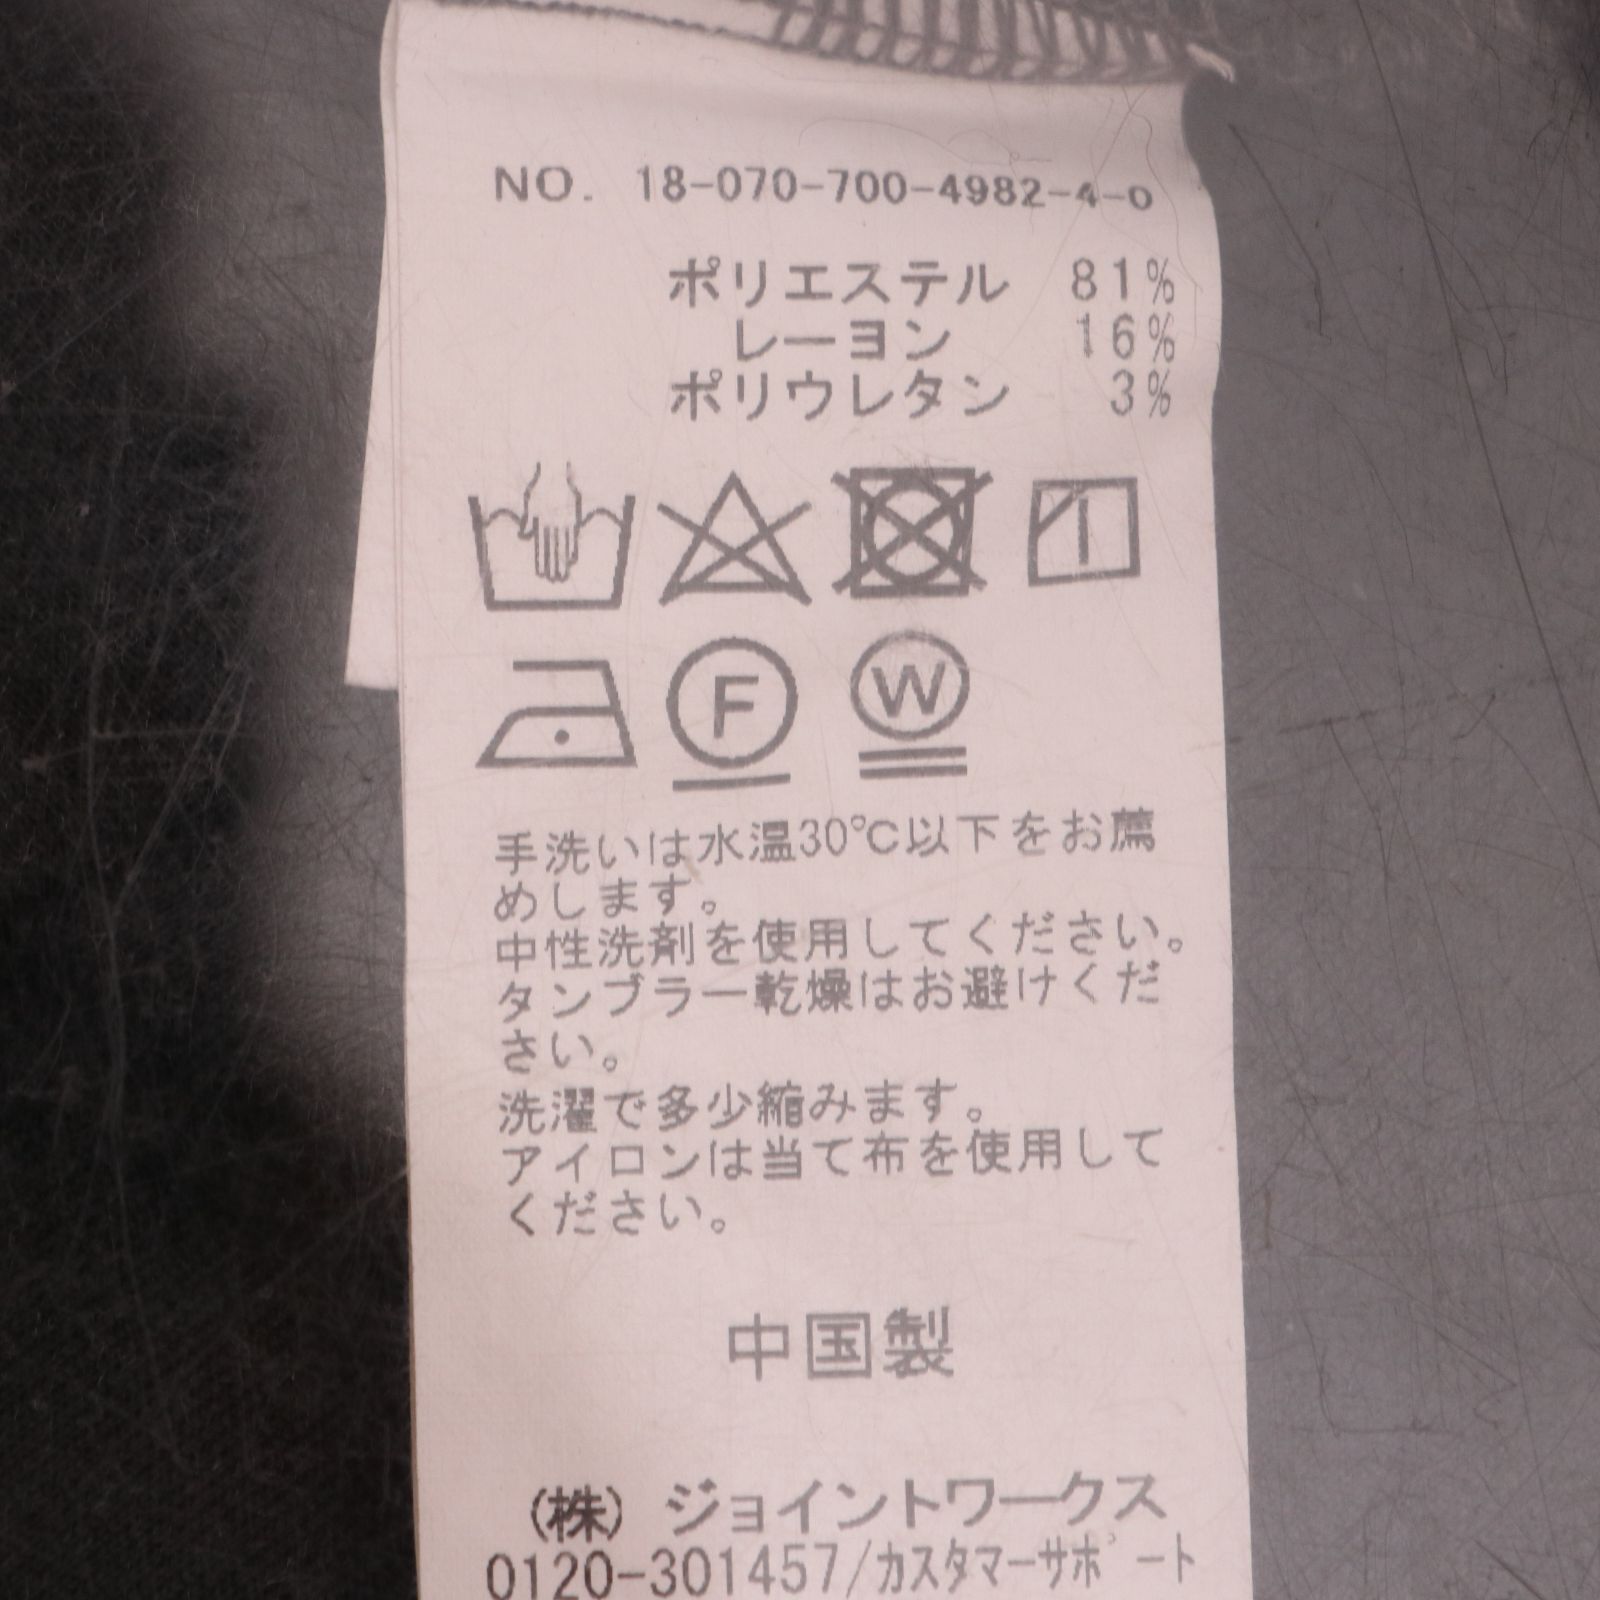 NO. 18-070-700-4982-4-0
ポリエステル 81%
レーヨン 16%
ポリウレタン 3%
F W
手洗いは水温30℃以下をお薦
めします。
中性洗剤を使用してください。
タンブラー乾燥はお避けくだ
さい。
洗濯で多少縮みます。
アイロンは当て布を使用して
ください。
中国製
(株) ジョイントワークス
0120-301457/カスタマーサポート